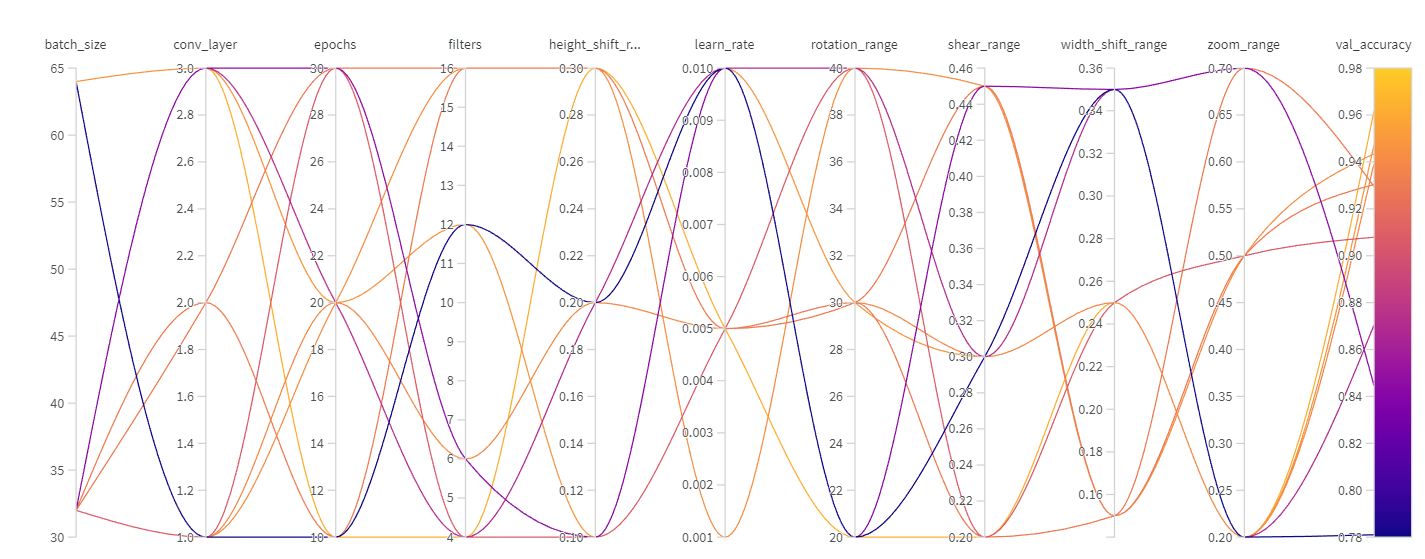 batch_size conv_layer epochs filters height_shift_r... learn_rate rotation_range shear_range width_shift_range zoom_range val_accuracy
65 3.0 30 16 0.30 0.010 40 0.46 0.36 0.70 0.98
60 2.8 28 15 0.28 0.009 38 0.44 0.34 0.65 0.96
55 2.6 26 14 0.26 0.008 36 0.42 0.32 0.60 0.94
50 2.4 24 13 0.24 0.007 34 0.40 0.30 0.55 0.92
45 2.2 22 12 0.22 0.006 32 0.38 0.28 0.50 0.90
40 2.0 20 11 0.20 0.005 30 0.36 0.26 0.45 0.88
35 1.8 18 10 0.18 0.004 28 0.34 0.24 0.40 0.86
30 1.6 16 9 0.16 0.003 26 0.32 0.22 0.35 0.84
1.4 14 8 0.14 0.002 24 0.30 0.20 0.30 0.82
1.2 12 7 0.12 0.001 22 0.28 0.18 0.25 0.80
1.0 10 6 0.10 20 0.26 0.16 0.20 0.78
5 0.24
4 0.22
0.20